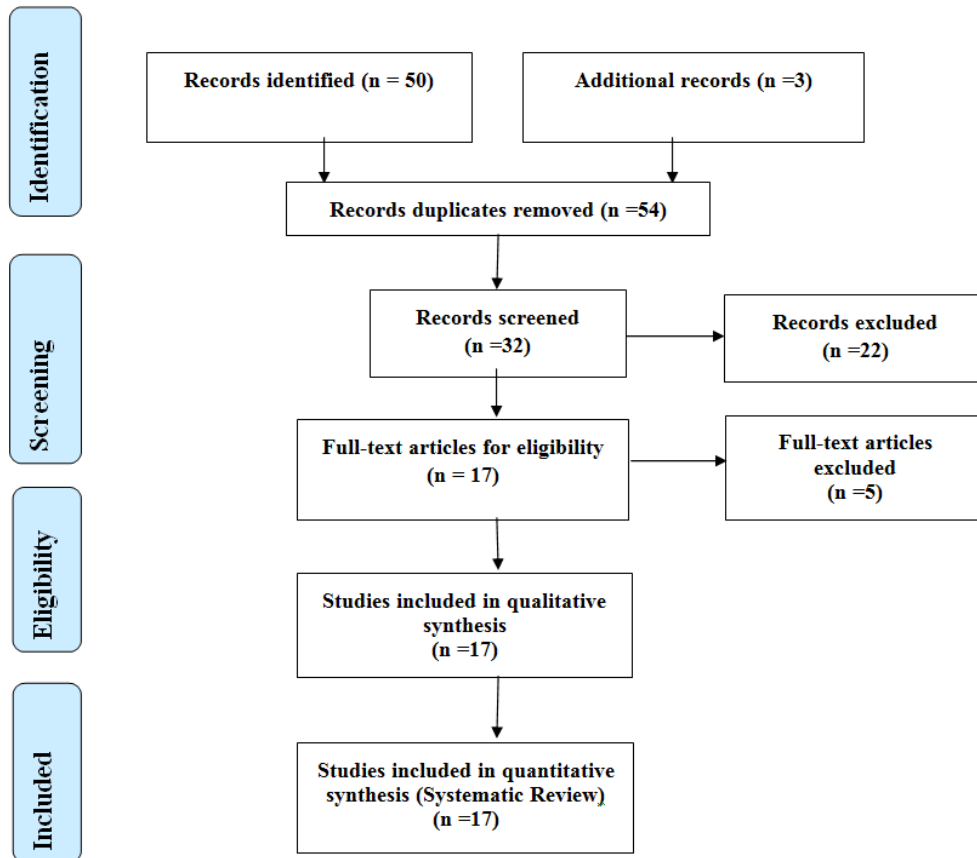 Identification
Records identified (n = 50)
Additional records (n =3)
Records duplicates removed (n =54)
Screening
Records screened
(n =32)
Records excluded
(n =22)
Full-text articles for eligibility
(n = 17)
Full-text articles
excluded
(n =5)
Eligibility
Studies included in qualitative
synthesis
(n =17)
Included
Studies included in quantitative
synthesis (Systematic Review)
(n =17)